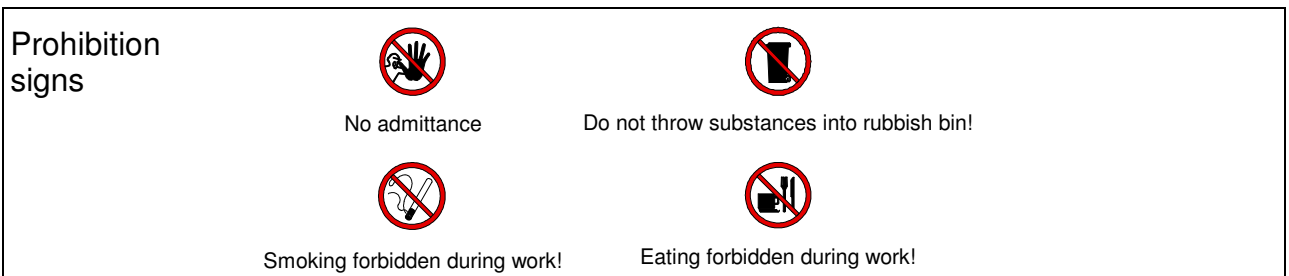 Prohibition
signs
No admittance
Do not throw substances into rubbish bin!
Smoking forbidden during work!
Eating forbidden during work!